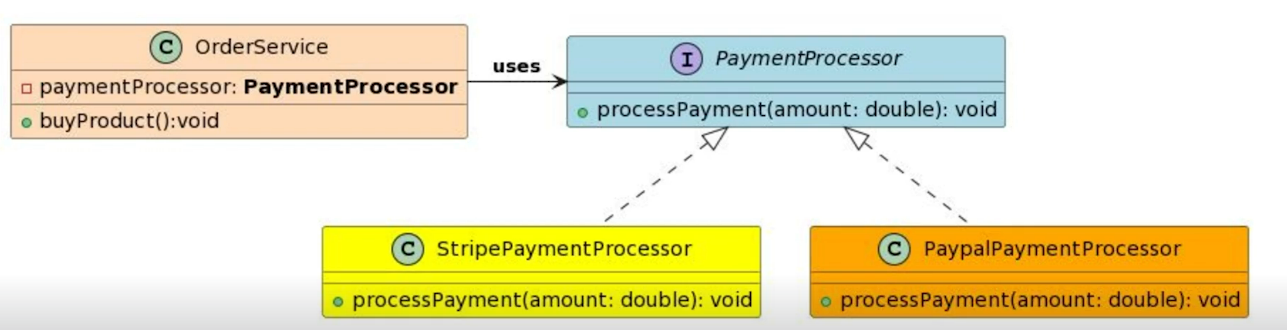 C OrderService
paymentProcessor: PaymentProcessor
buyProduct():void
uses
I PaymentProcessor
processPayment(amount: double): void
C StripePaymentProcessor
processPayment(amount: double): void
C PaypalPaymentProcessor
processPayment(amount: double): void